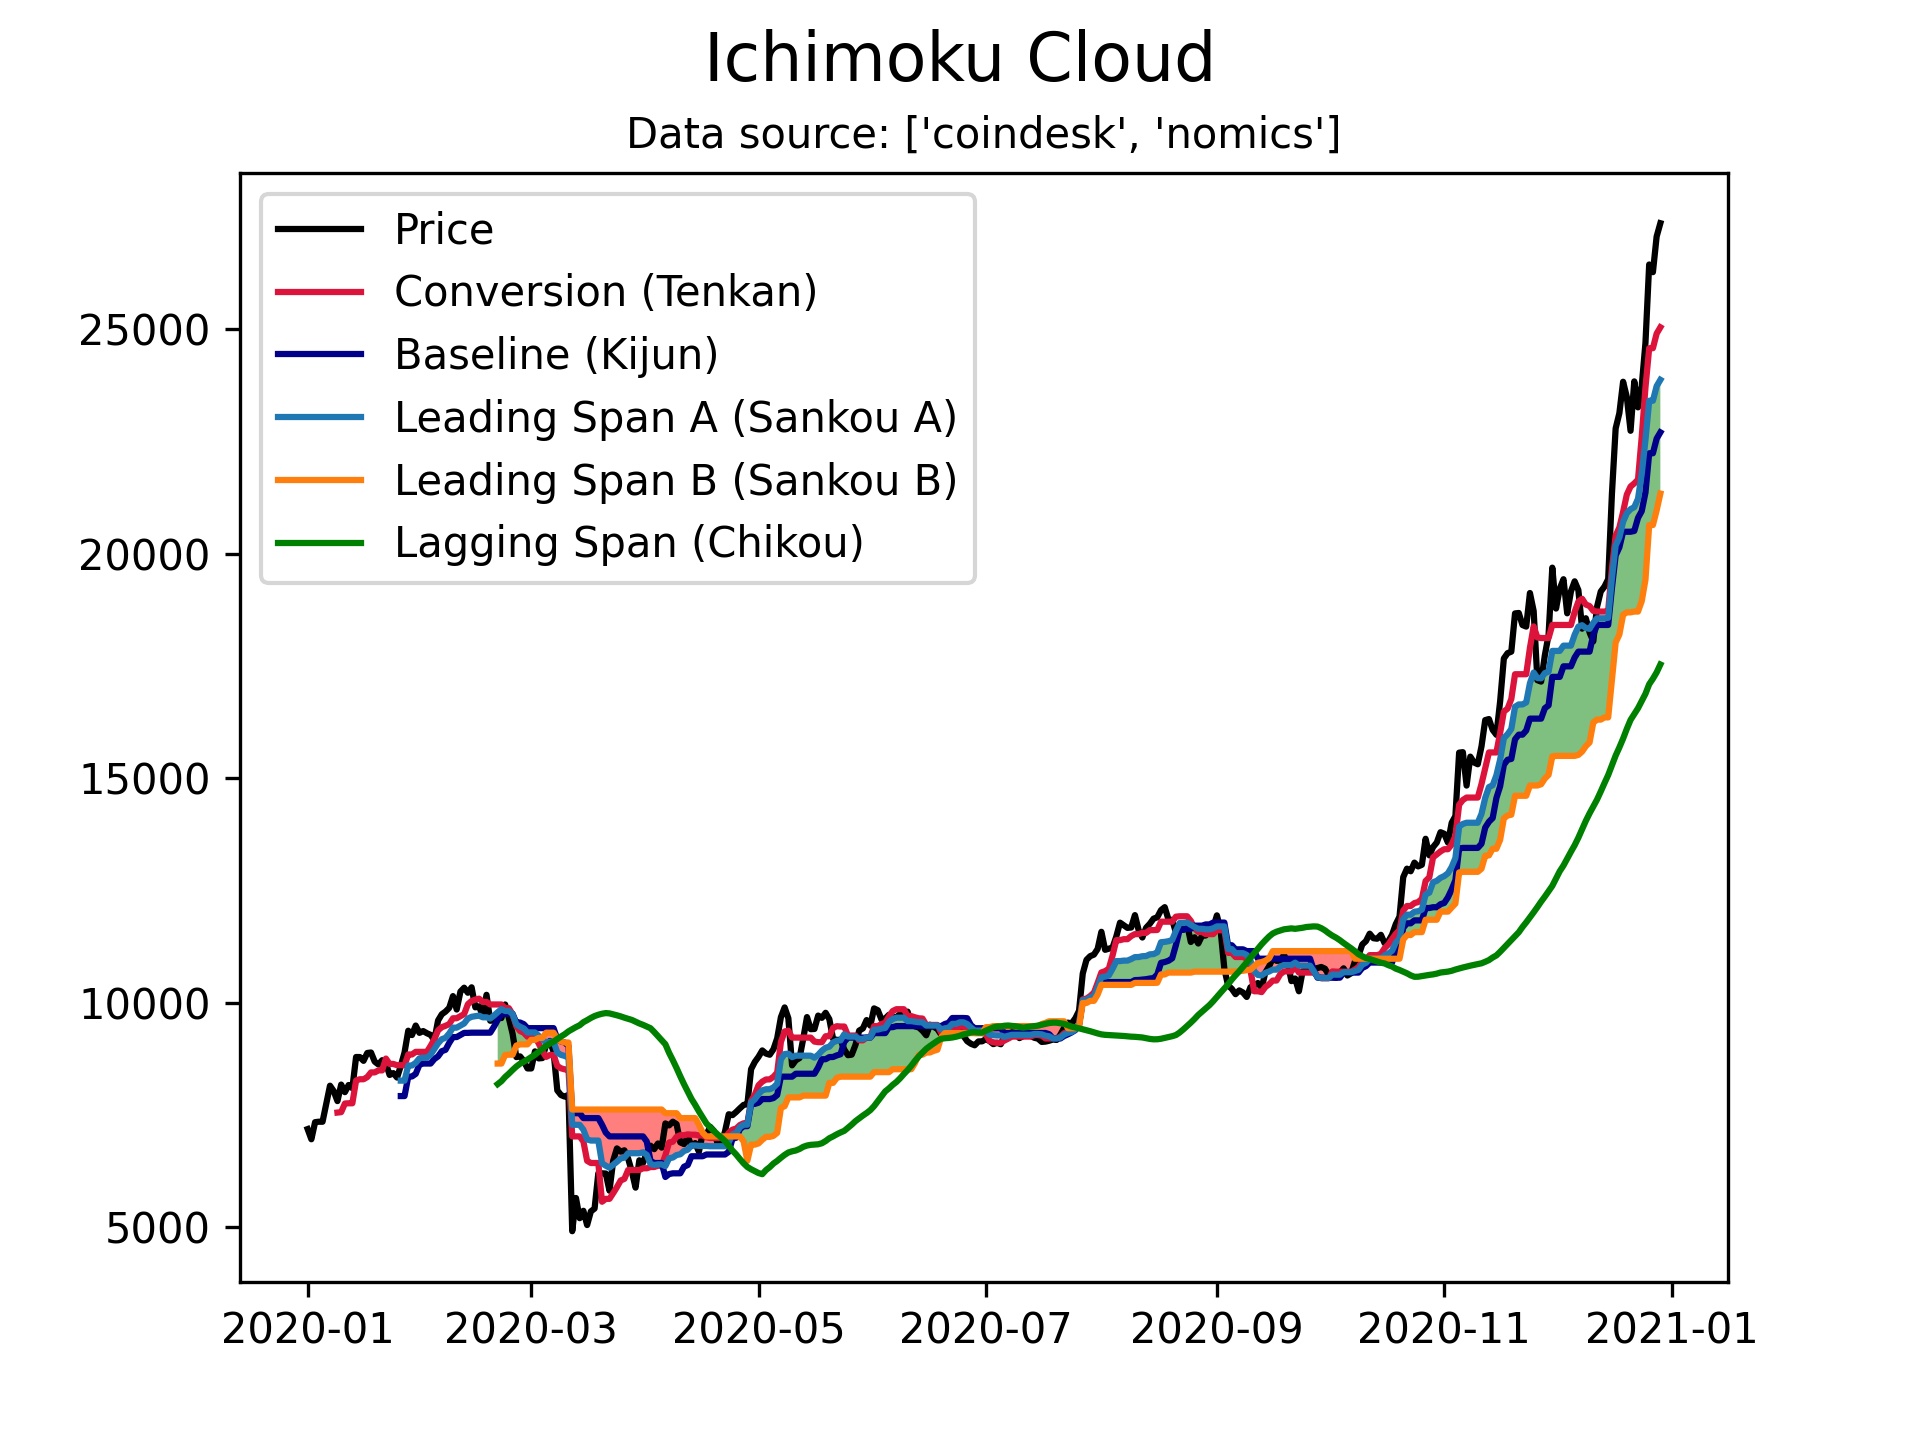 Ichimoku Cloud
Data source: ['coindesk', 'nomics']
Price
Conversion (Tenkan)
Baseline (Kijun)
Leading Span A (Sankou A)
Leading Span B (Sankou B)
Lagging Span (Chikou)
25000
20000
15000
10000
5000
2020-01 2020-03 2020-05 2020-07 2020-09 2020-11 2021-01